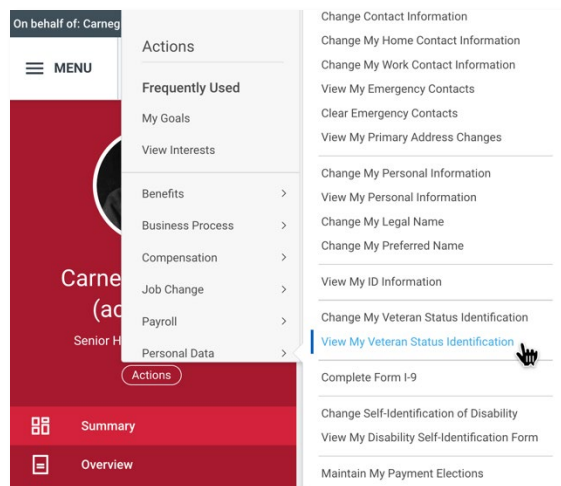 On behalf of: Carneg
MENU
Carne
(ac
Senior H
Actions
Summary
Overview
Actions
Frequently Used
My Goals
View Interests
Benefits
Business Process
Compensation
Job Change
Payroll
Personal Data
Change Contact Information
Change My Home Contact Information
Change My Work Contact Information
View My Emergency Contacts
Clear Emergency Contacts
View My Primary Address Changes
Change My Personal Information
View My Personal Information
Change My Legal Name
Change My Preferred Name
View My ID Information
Change My Veteran Status Identification
View My Veteran Status Identification
Complete Form I-9
Change Self-Identification of Disability
View My Disability Self-Identification Form
Maintain My Payment Elections